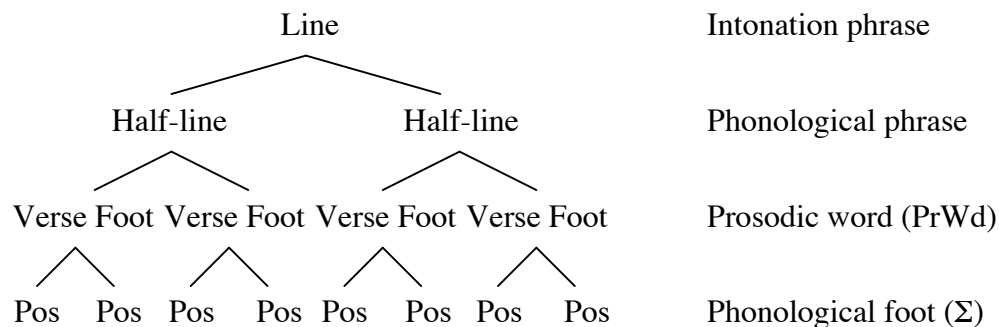 Line Intonation phrase
Half-line Half-line Phonological phrase
Verse Foot Verse Foot Verse Foot Verse Foot Prosodic word (PrWd)
Pos Pos Pos Pos Pos Pos Pos Pos Phonological foot (Σ)